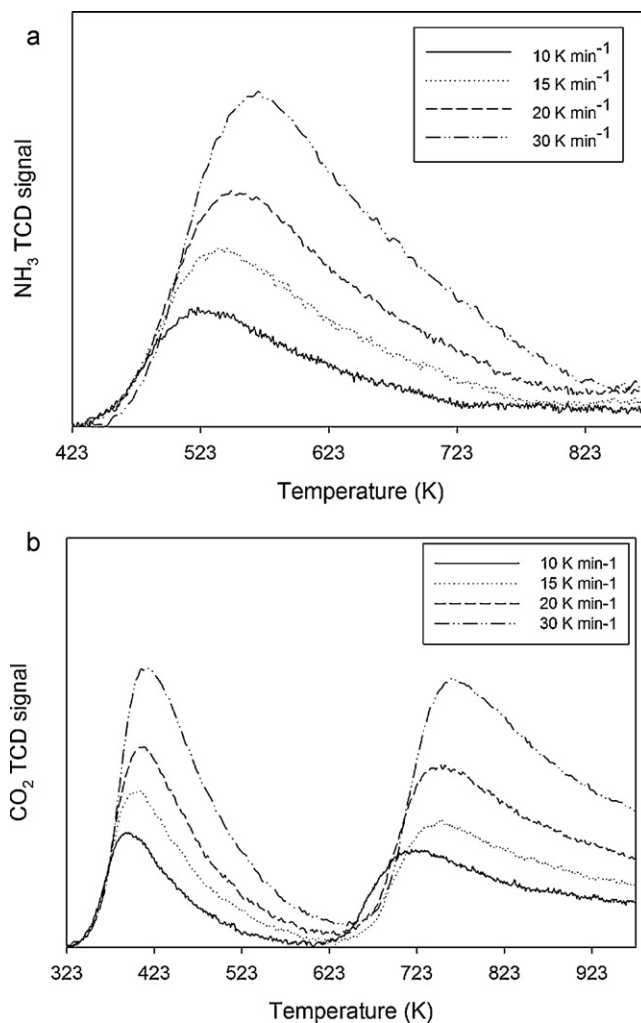 a
10 K min⁻¹
15 K min⁻¹
20 K min⁻¹
30 K min⁻¹
NH₃ TCD signal
423 523 623 723 823
Temperature (K)
b
10 K min-1
15 K min-1
20 K min-1
30 K min-1
CO₂ TCD signal
323 423 523 623 723 823 923
Temperature (K)